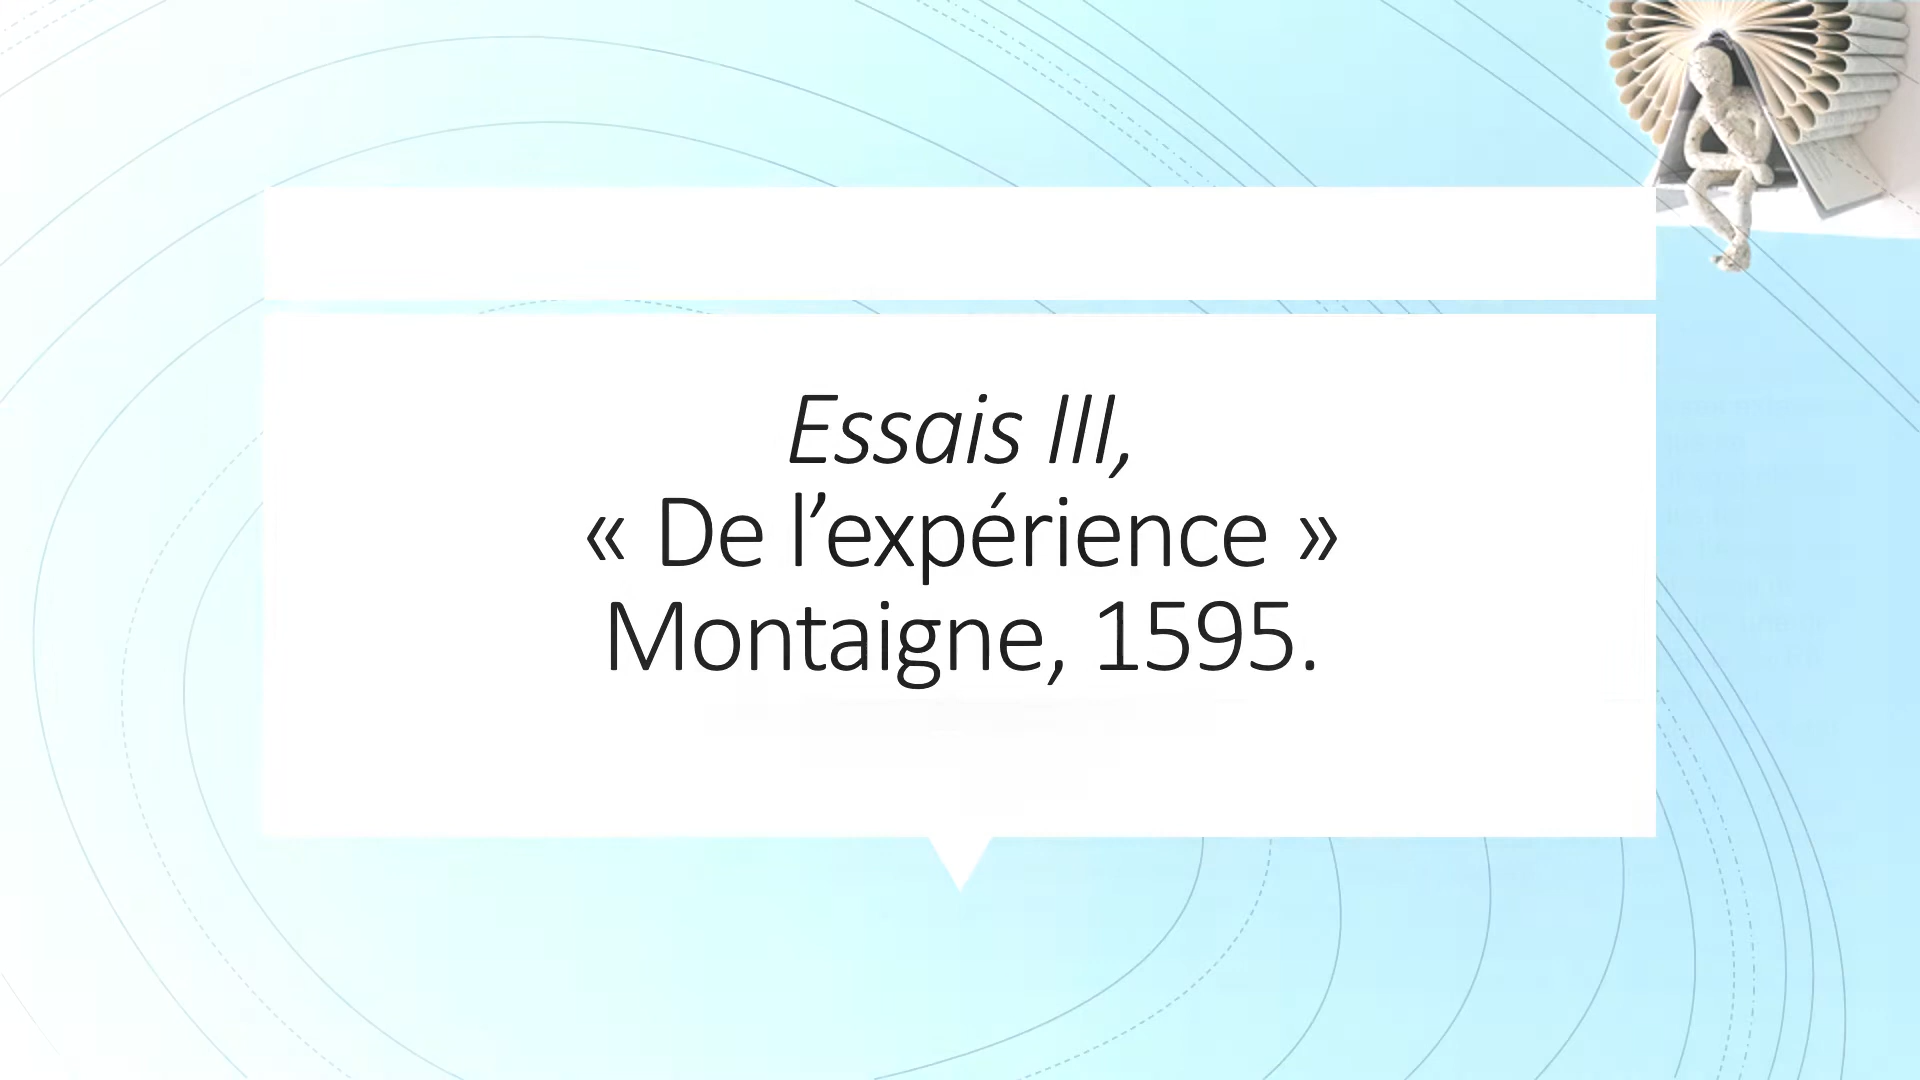 Essais III,
« De l’expérience »
Montaigne, 1595.